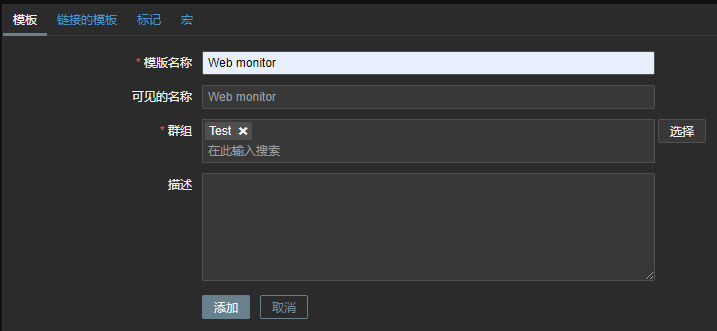 模板 链接的模板 标记 宏
* 模版名称 Web monitor
可见的名称 Web monitor
* 群组 Test ✖ 选择
在此输入搜索
描述
添加 取消